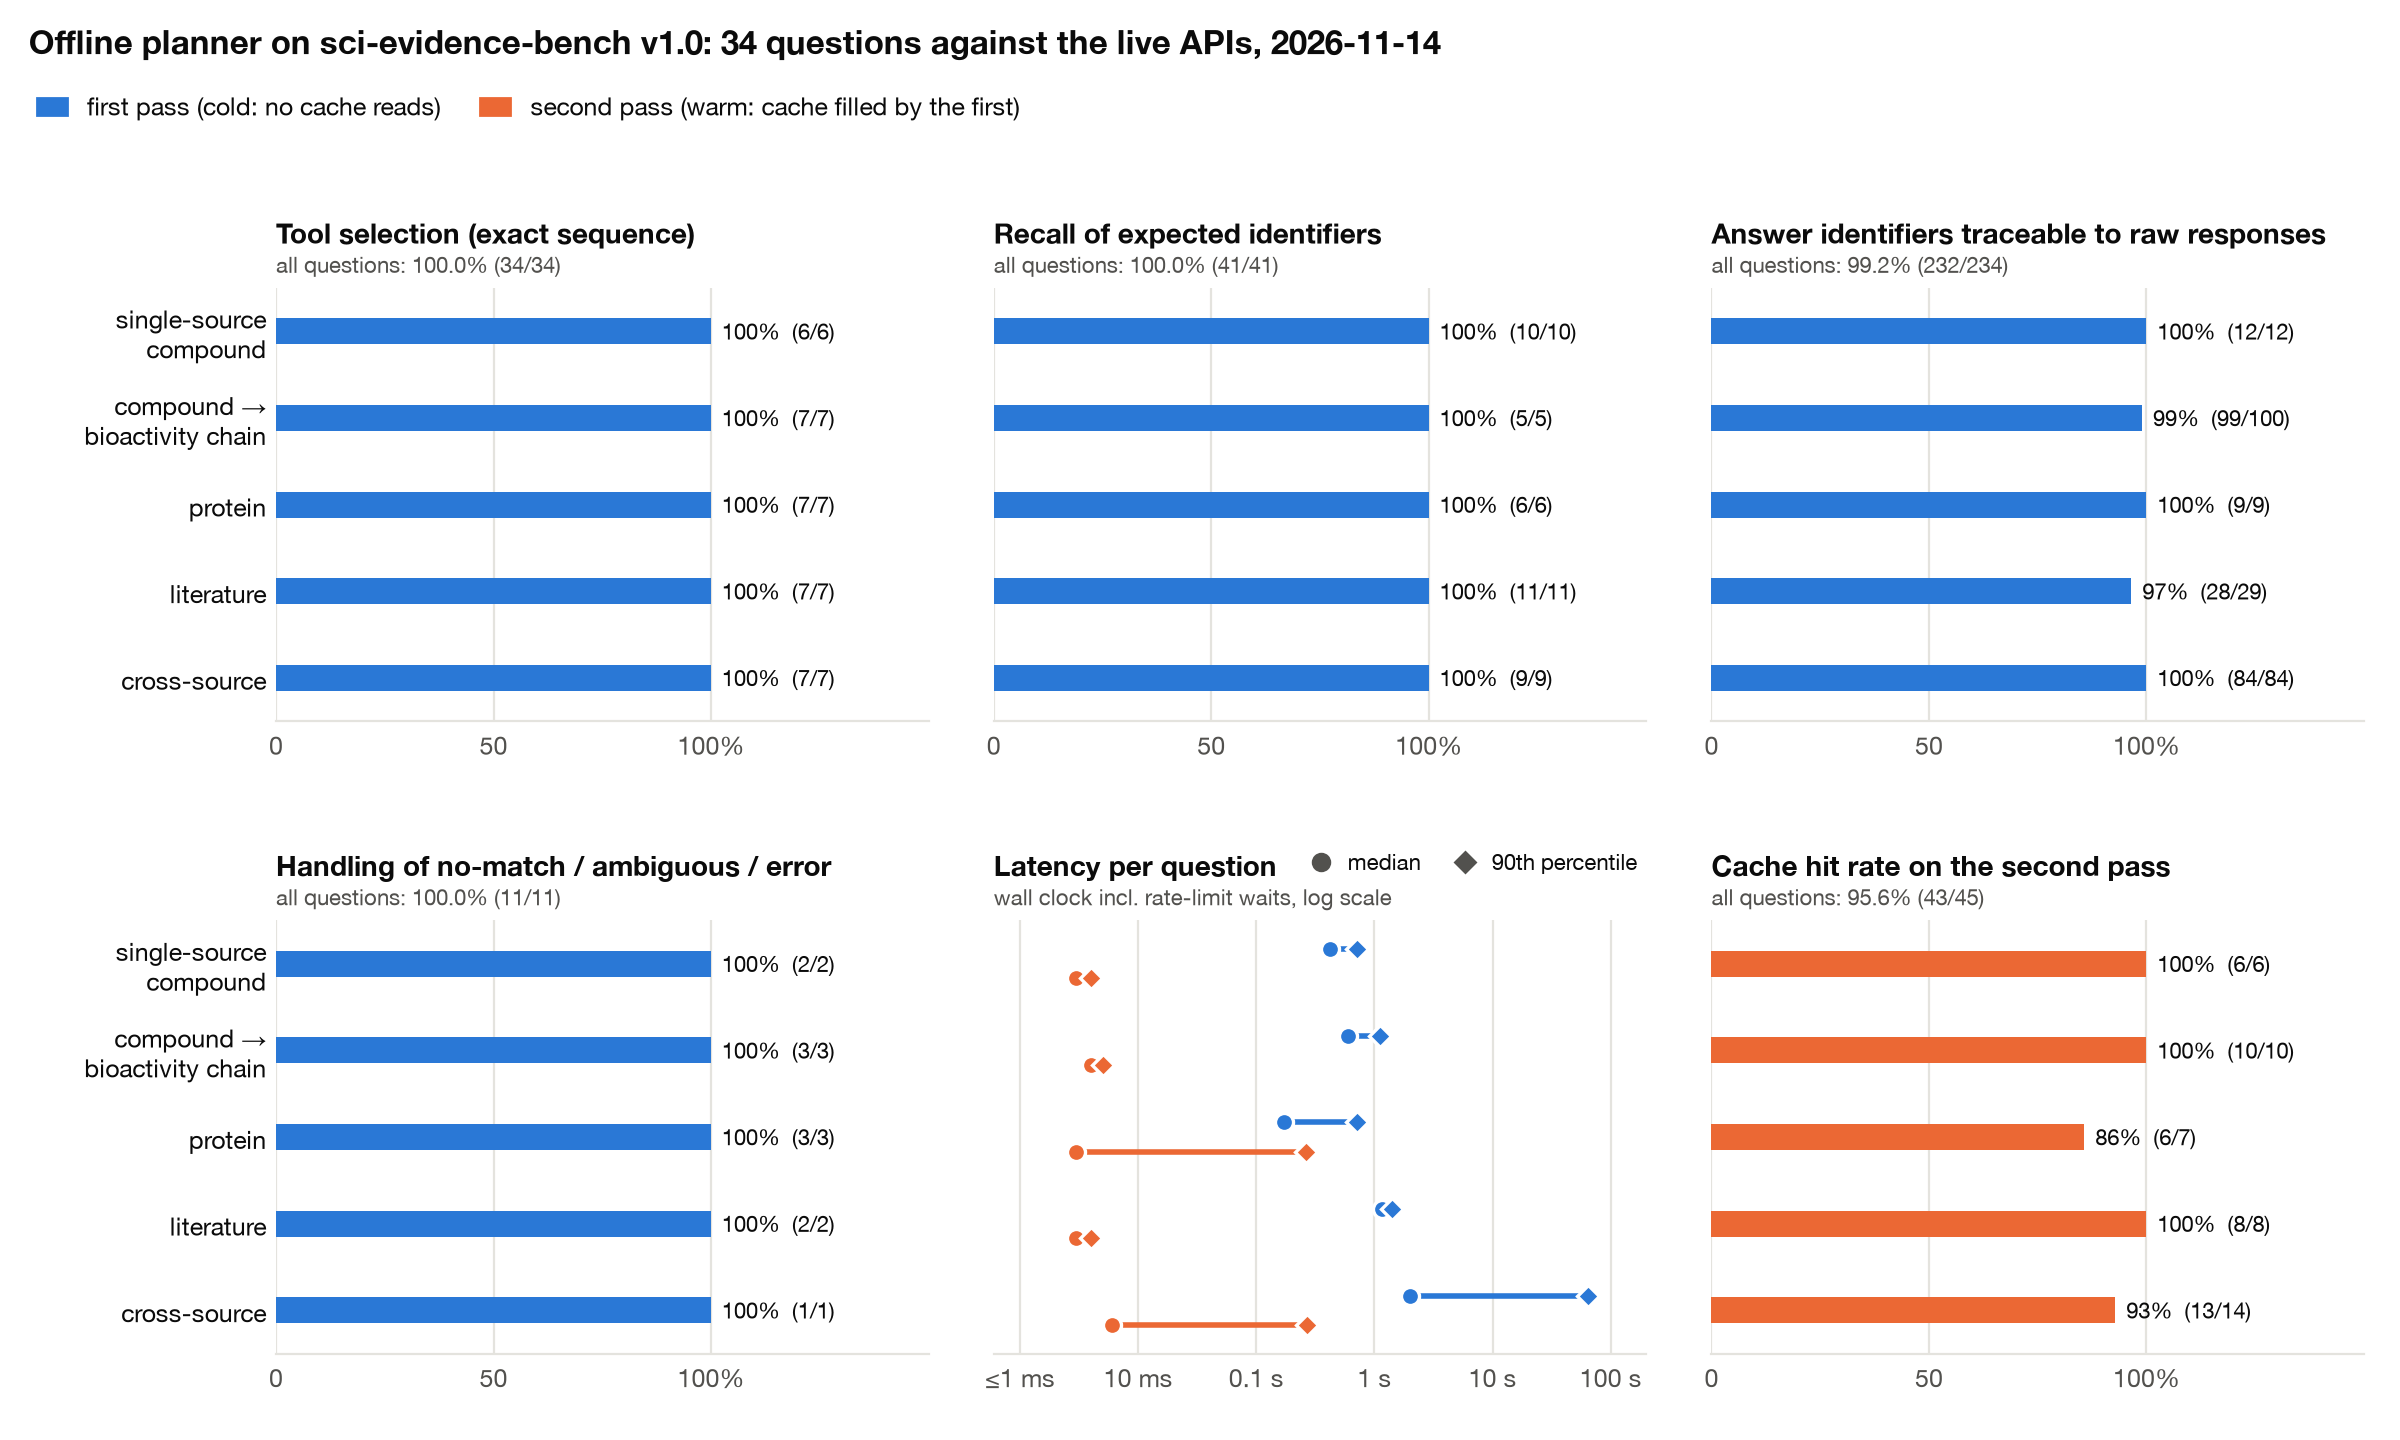 Offline planner on sci-evidence-bench v1.0: 34 questions against the live APIs, 2026-11-14
first pass (cold: no cache reads)
second pass (warm: cache filled by the first)
Tool selection (exact sequence)
all questions: 100.0% (34/34)
single-source
compound
100% (6/6)
compound →
bioactivity chain
100% (7/7)
protein
100% (7/7)
literature
100% (7/7)
cross-source
100% (7/7)
0 50 100%
Recall of expected identifiers
all questions: 100.0% (41/41)
100% (10/10)
100% (5/5)
100% (6/6)
100% (11/11)
100% (9/9)
0 50 100%
Answer identifiers traceable to raw responses
all questions: 99.2% (232/234)
100% (12/12)
99% (99/100)
100% (9/9)
97% (28/29)
100% (84/84)
0 50 100%
Handling of no-match / ambiguous / error
all questions: 100.0% (11/11)
single-source
compound
100% (2/2)
compound →
bioactivity chain
100% (3/3)
protein
100% (3/3)
literature
100% (2/2)
cross-source
100% (1/1)
0 50 100%
Latency per question
median
90th percentile
wall clock incl. rate-limit waits, log scale
≤1 ms 10 ms 0.1 s 1 s 10 s 100 s
Cache hit rate on the second pass
all questions: 95.6% (43/45)
100% (6/6)
100% (10/10)
86% (6/7)
100% (8/8)
93% (13/14)
0 50 100%